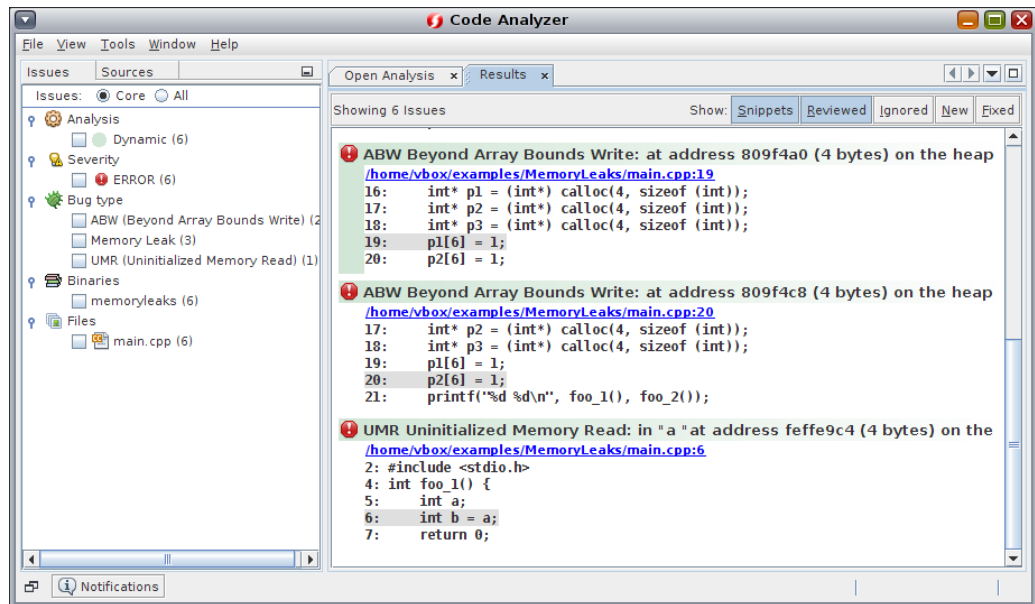 Code Analyzer
File View Tools Window Help
Issues Sources
Issues: Core All
Analysis
Dynamic (6)
Severity
ERROR (6)
Bug type
ABW (Beyond Array Bounds Write) (2
Memory Leak (3)
UMR (Uninitialized Memory Read) (1)
Binaries
memoryleaks (6)
Files
main.cpp (6)
Open Analysis x Results x
Showing 6 Issues Show: Snippets Reviewed Ignored New Fixed
ABW Beyond Array Bounds Write: at address 809f4a0 (4 bytes) on the heap
/home/vbox/examples/MemoryLeaks/main.cpp:19
16: int* p1 = (int*) calloc(4, sizeof (int));
17: int* p2 = (int*) calloc(4, sizeof (int));
18: int* p3 = (int*) calloc(4, sizeof (int));
19: p1[6] = 1;
20: p2[6] = 1;
ABW Beyond Array Bounds Write: at address 809f4c8 (4 bytes) on the heap
/home/vbox/examples/MemoryLeaks/main.cpp:20
17: int* p2 = (int*) calloc(4, sizeof (int));
18: int* p3 = (int*) calloc(4, sizeof (int));
19: p1[6] = 1;
20: p2[6] = 1;
21: printf("%d %d\n", foo_1(), foo_2());
UMR Uninitialized Memory Read: in "a "at address feffe9c4 (4 bytes) on the
/home/vbox/examples/MemoryLeaks/main.cpp:6
2: #include <stdio.h>
4: int foo_1() {
5: int a;
6: int b = a;
7: return 0;
Notifications